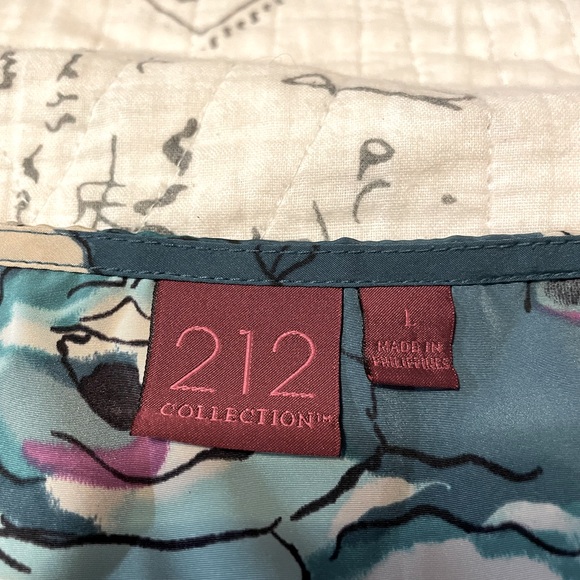 212
COLLECTION™
L
MADE IN
PHILIPPINES